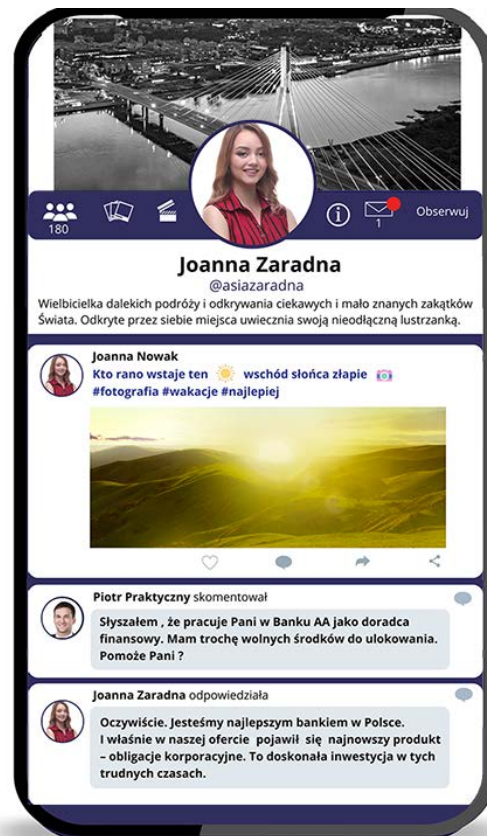 180
1
Obserwuj
Joanna Zaradna
@asiazaradna
Wielbicielka dalekich podróży i odkrywania ciekawych i mało znanych zakątków
Świata. Odkryte przez siebie miejsca uwiecznia swoją nieodłączną lustrzanką.
Joanna Nowak
Kto rano wstaje ten wschód słońca złapie
#fotografia #wakacje #najlepiej
Piotr Praktyczny skomentował
Słyszałem , że pracuje Pani w Banku AA jako doradca
finansowy. Mam trochę wolnych środków do ulokowania.
Pomoże Pani ?
Joanna Zaradna odpowiedziała
Oczywiście. Jesteśmy najlepszym bankiem w Polsce.
I właśnie w naszej ofercie pojawił się najnowszy produkt
– obligacje korporacyjne. To doskonała inwestycja w tych
trudnych czasach.